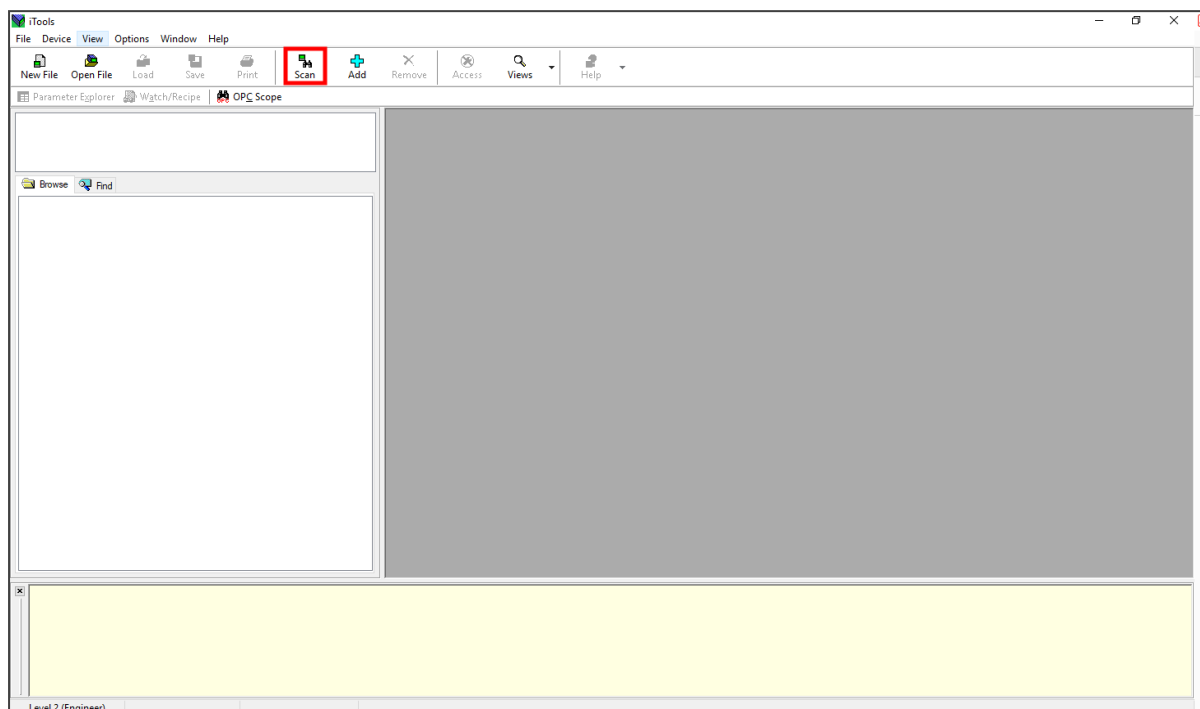 iTools
File Device View Options Window Help
New File Open File Load Save Print Scan Add Remove Access Views Help
Parameter Explorer Watch/Recipe OPC Scope
Browse Find
Level 2 (Engineer)